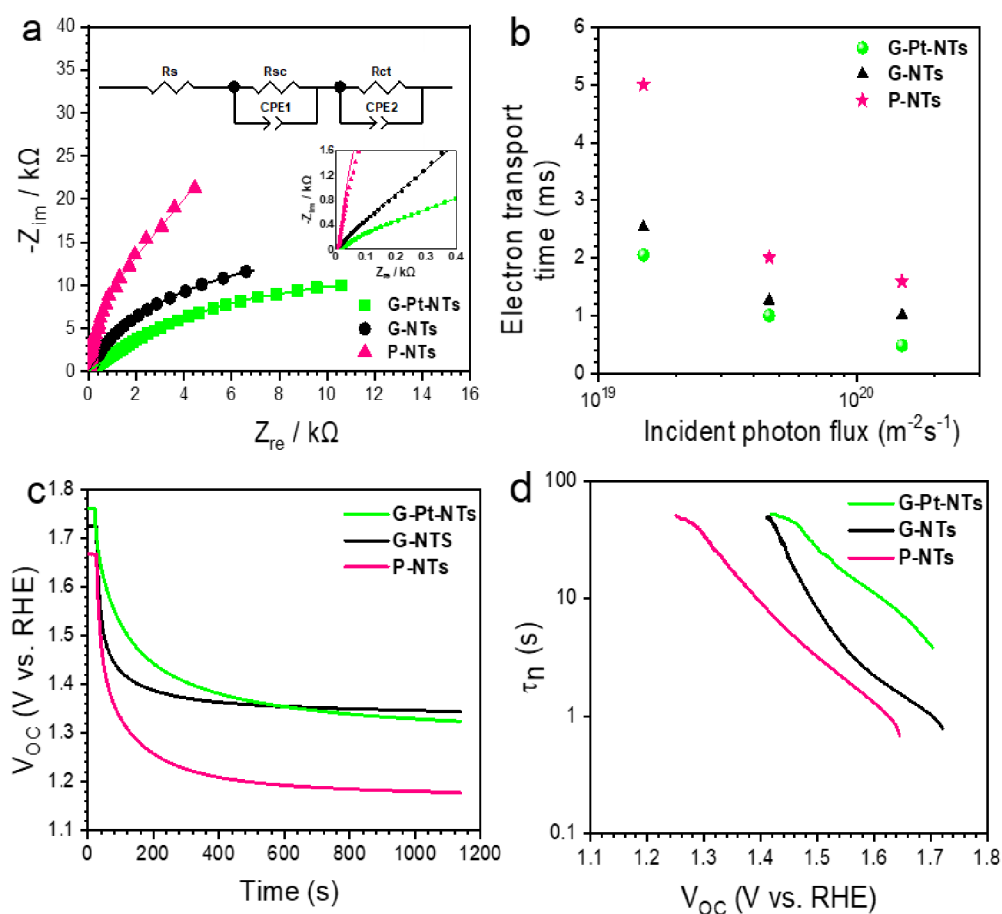 a
-Z_im / kΩ
40
35
30
25
20
15
10
5
0
0 2 4 6 8 10 12 14 16
Z_re / kΩ
Rs Rsc Rct
CPE1 CPE2
-Z_im / kΩ
1.6
1.2
0.8
0.4
0
0 0.1 0.2 0.3 0.4
G-Pt-NTs
G-NTs
P-NTs
b
Electron transport
time (ms)
6
5
4
3
2
1
0
10^19 10^20
Incident photon flux (m^-2s^-1)
G-Pt-NTs
G-NTs
P-NTs
c
V_OC (V vs. RHE)
1.8
1.7
1.6
1.5
1.4
1.3
1.2
1.1
0 200 400 600 800 1000 1200
Time (s)
G-Pt-NTs
G-NTS
P-NTs
d
τ_n (s)
100
10
1
0.1
1.1 1.2 1.3 1.4 1.5 1.6 1.7 1.8
V_OC (V vs. RHE)
G-Pt-NTs
G-NTs
P-NTs